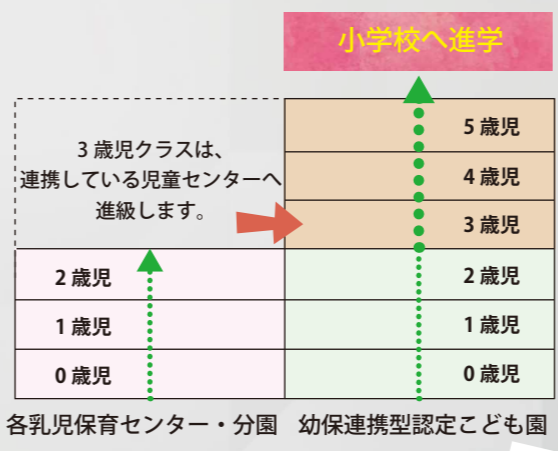 小学校へ進学
3歳児クラスは、
連携している児童センターへ
進級します。
5歳児
4歳児
3歳児
2歳児
1歳児
0歳児
2歳児
1歳児
0歳児
各乳児保育センター・分園
幼保連携型認定こども園